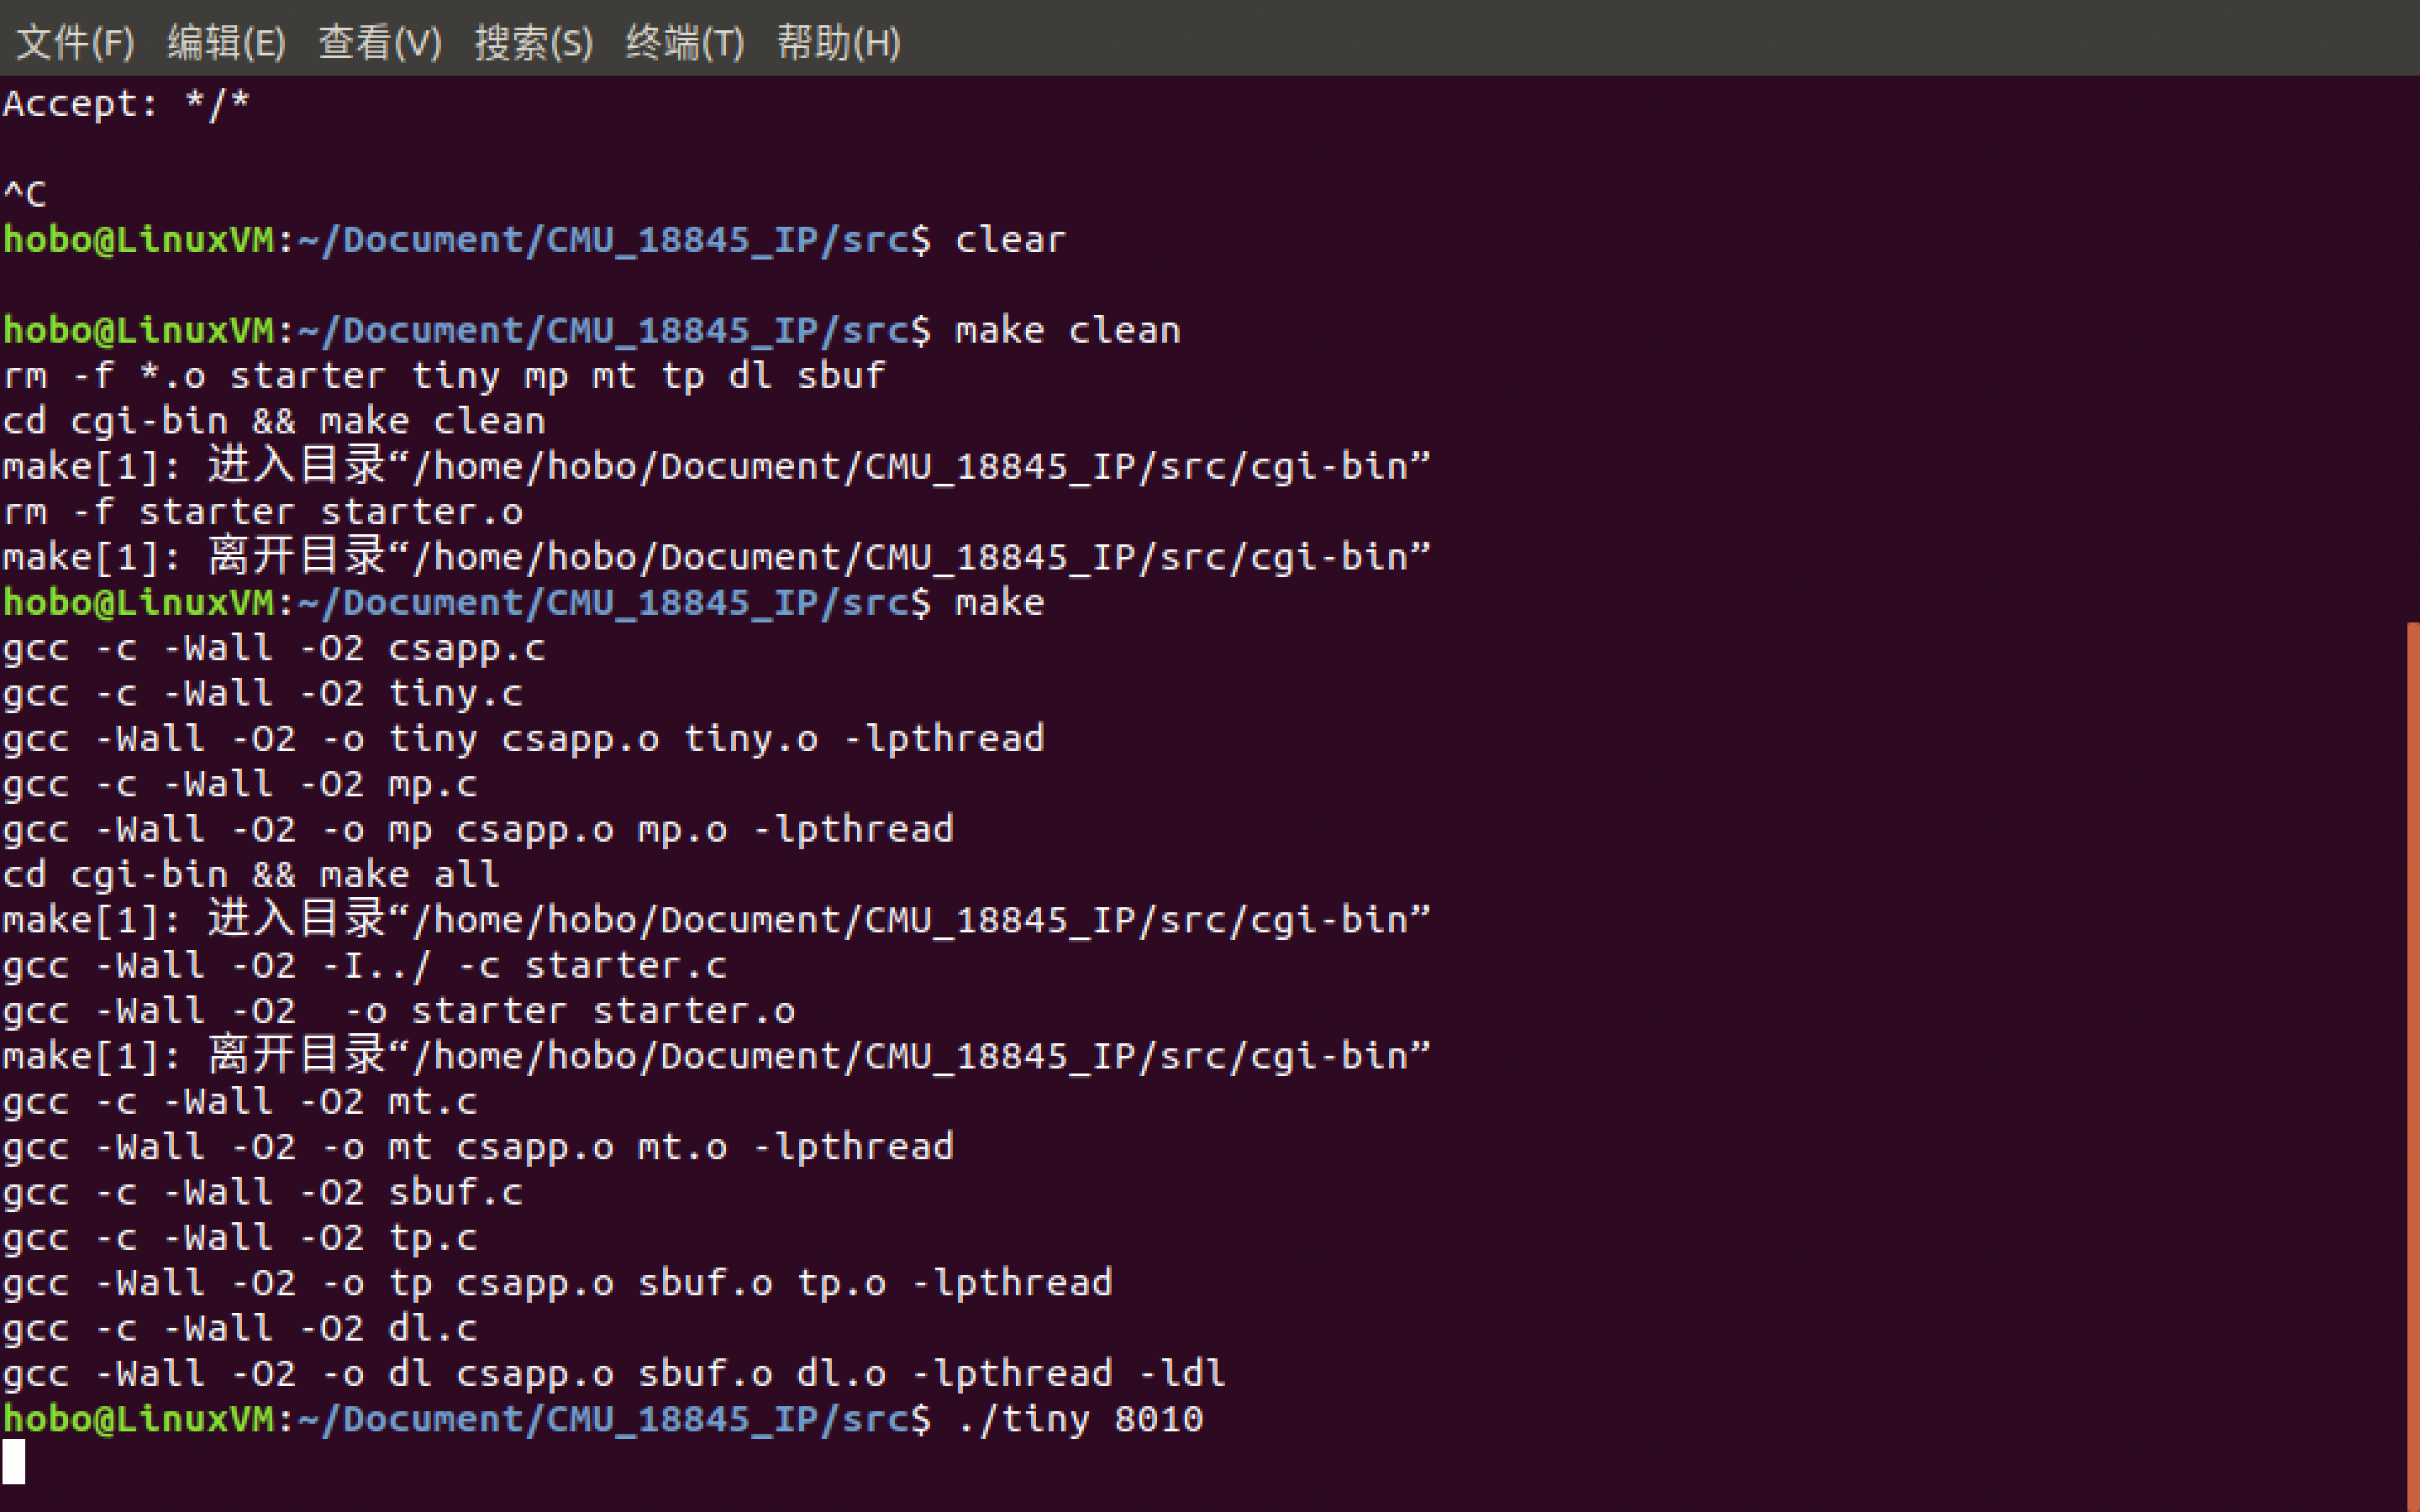 文件(F) 编辑(E) 查看(V) 搜索(S) 终端(T) 帮助(H)
Accept: */*
^C
hobo@LinuxVM:~/Document/CMU_18845_IP/src$ clear
hobo@LinuxVM:~/Document/CMU_18845_IP/src$ make clean
rm -f *.o starter tiny mp mt tp dl sbuf
cd cgi-bin && make clean
make[1]: 进入目录“/home/hobo/Document/CMU_18845_IP/src/cgi-bin”
rm -f starter starter.o
make[1]: 离开目录“/home/hobo/Document/CMU_18845_IP/src/cgi-bin”
hobo@LinuxVM:~/Document/CMU_18845_IP/src$ make
gcc -c -Wall -O2 csapp.c
gcc -c -Wall -O2 tiny.c
gcc -Wall -O2 -o tiny csapp.o tiny.o -lpthread
gcc -c -Wall -O2 mp.c
gcc -Wall -O2 -o mp csapp.o mp.o -lpthread
cd cgi-bin && make all
make[1]: 进入目录“/home/hobo/Document/CMU_18845_IP/src/cgi-bin”
gcc -Wall -O2 -I../ -c starter.c
gcc -Wall -O2  -o starter starter.o
make[1]: 离开目录“/home/hobo/Document/CMU_18845_IP/src/cgi-bin”
gcc -c -Wall -O2 mt.c
gcc -Wall -O2 -o mt csapp.o mt.o -lpthread
gcc -c -Wall -O2 sbuf.c
gcc -c -Wall -O2 tp.c
gcc -Wall -O2 -o tp csapp.o sbuf.o tp.o -lpthread
gcc -c -Wall -O2 dl.c
gcc -Wall -O2 -o dl csapp.o sbuf.o dl.o -lpthread -ldl
hobo@LinuxVM:~/Document/CMU_18845_IP/src$ ./tiny 8010